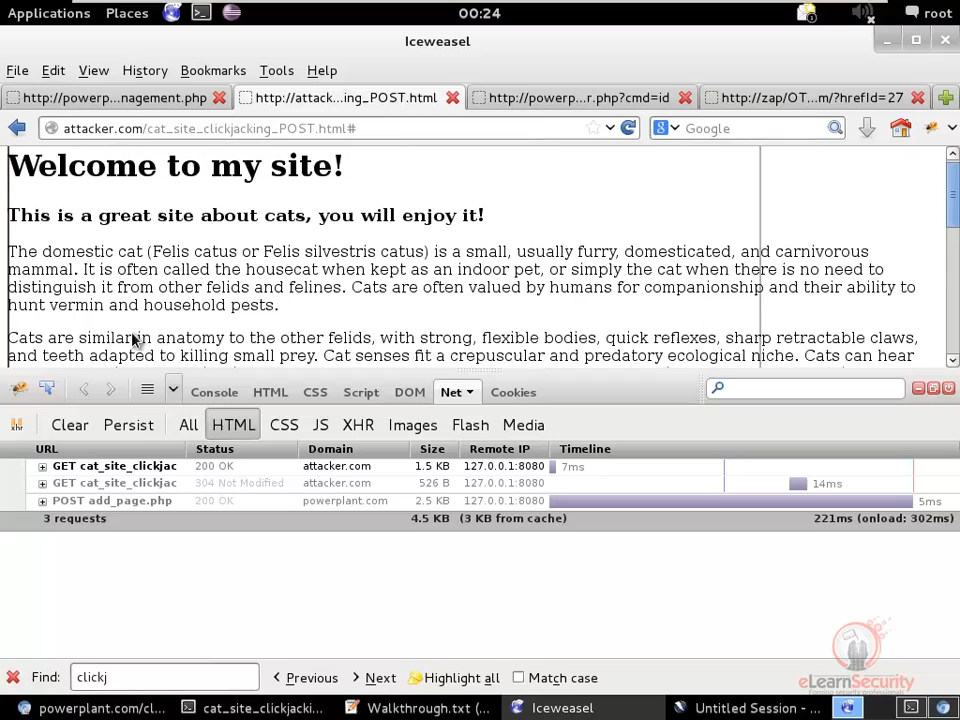 Applications Places 00:24 root
Iceweasel
File Edit View History Bookmarks Tools Help
http://powerp...nagement.php http://attack...ing_POST.html http://powerp...r.php?cmd=id http://zap/OT...m/?hrefId=27
attacker.com/cat_site_clickjacking_POST.html# Google
Welcome to my site!
This is a great site about cats, you will enjoy it!
The domestic cat (Felis catus or Felis silvestris catus) is a small, usually furry, domesticated, and carnivorous
mammal. It is often called the housecat when kept as an indoor pet, or simply the cat when there is no need to
distinguish it from other felids and felines. Cats are often valued by humans for companionship and their ability to
hunt vermin and household pests.
Cats are similar in anatomy to the other felids, with strong, flexible bodies, quick reflexes, sharp retractable claws,
and teeth adapted to killing small prey. Cat senses fit a crepuscular and predatory ecological niche. Cats can hear
Console HTML CSS Script DOM Net Cookies
Clear Persist All HTML CSS JS XHR Images Flash Media
URL Status Domain Size Remote IP Timeline
GET cat_site_clickjac 200 OK attacker.com 1.5 KB 127.0.0.1:8080 7ms
GET cat_site_clickjac 304 Not Modified attacker.com 526 B 127.0.0.1:8080 14ms
POST add_page.php 200 OK powerplant.com 2.5 KB 127.0.0.1:8080 5ms
3 requests 4.5 KB (3 KB from cache) 221ms (onload: 302ms)
Find: clickj Previous Next Highlight all Match case
eLearnSecurity
Forging security professionals
powerplant.com/cl... cat_site_clickjacki... Walkthrough.txt (... Iceweasel Untitled Session - ...